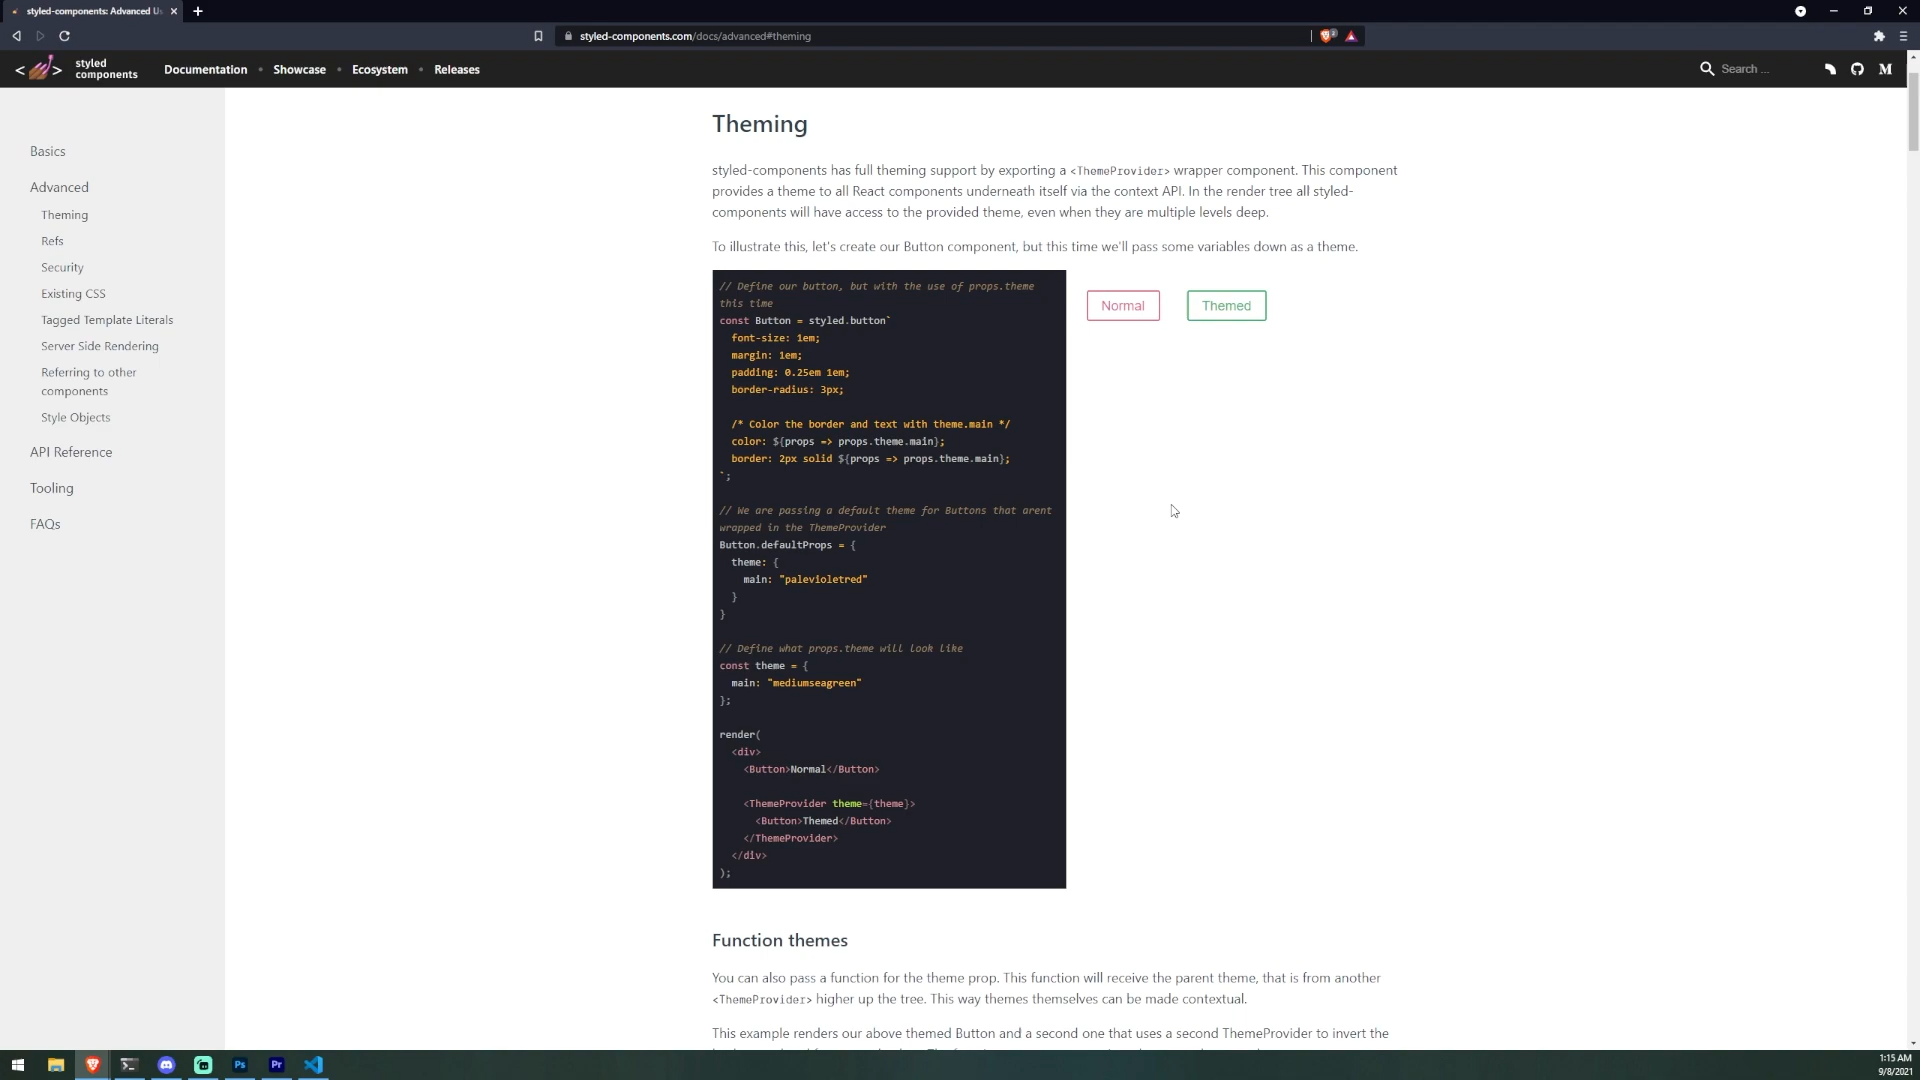 styled-components: Advanced U
styled-components.com/docs/advanced#theming
styled
components
Documentation • Showcase • Ecosystem • Releases
Search ...
Basics
Advanced
Theming
Refs
Security
Existing CSS
Tagged Template Literals
Server Side Rendering
Referring to other
components
Style Objects
API Reference
Tooling
FAQs
Theming
styled-components has full theming support by exporting a <ThemeProvider> wrapper component. This component
provides a theme to all React components underneath itself via the context API. In the render tree all styled-
components will have access to the provided theme, even when they are multiple levels deep.
To illustrate this, let's create our Button component, but this time we'll pass some variables down as a theme.
// Define our button, but with the use of props.theme
this time
const Button = styled.button`
font-size: 1em;
margin: 1em;
padding: 0.25em 1em;
border-radius: 3px;
/* Color the border and text with theme.main */
color: ${props => props.theme.main};
border: 2px solid ${props => props.theme.main};
`;
// We are passing a default theme for Buttons that arent
wrapped in the ThemeProvider
Button.defaultProps = {
theme: {
main: "palevioletred"
}
}
// Define what props.theme will look like
const theme = {
main: "mediumseagreen"
};
render(
<div>
<Button>Normal</Button>
<ThemeProvider theme={theme}>
<Button>Themed</Button>
</ThemeProvider>
</div>
);
Normal
Themed
Function themes
You can also pass a function for the theme prop. This function will receive the parent theme, that is from another
<ThemeProvider> higher up the tree. This way themes themselves can be made contextual.
This example renders our above themed Button and a second one that uses a second ThemeProvider to invert the
Ps
Pr
1:15 AM
9/8/2021